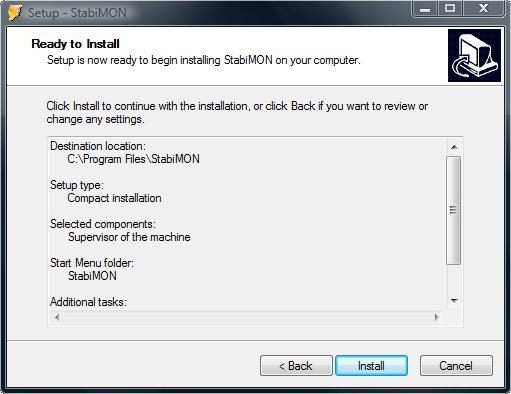 Setup - StabiMON
Ready to Install
Setup is now ready to begin installing StabiMON on your computer.
Click Install to continue with the installation, or click Back if you want to review or
change any settings.
Destination location:
C:\Program Files\StabiMON
Setup type:
Compact installation
Selected components:
Supervisor of the machine
Start Menu folder:
StabiMON
Additional tasks:
< Back
Install
Cancel